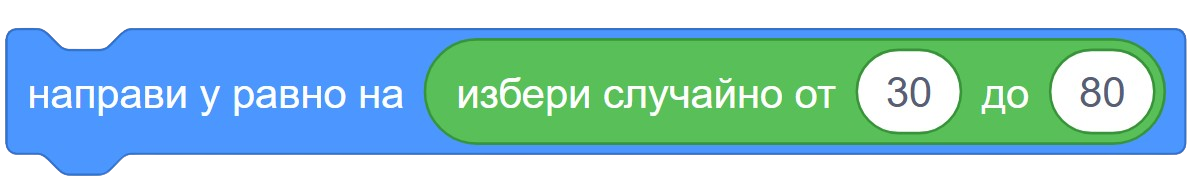 направи y равно на избери случайно от 30 до 80